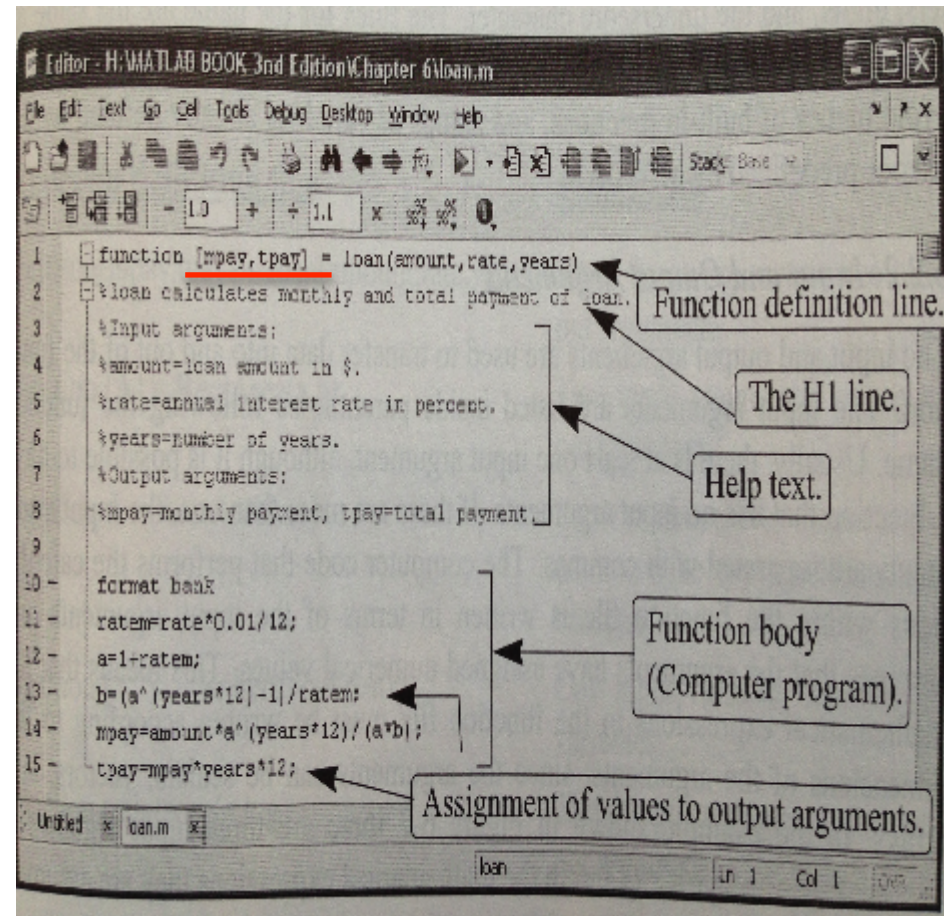 Editor - H:\MATLAB BOOK 3nd Edition\Chapter 6\loan.m
File Edit Text Go Cell Tools Debug Desktop Window Help
Stack: Base
- 1.0 + ÷ 1.1 x
1 function [mpay,tpay] = loan(amount,rate,years)
Function definition line.
2 %loan calculates monthly and total payment of loan.
The H1 line.
3 %Input arguments:
4 %amount=loan amount in $.
5 %rate=annual interest rate in percent.
6 %years=number of years.
7 %Output arguments:
8 %mpay=monthly payment, tpay=total payment.
Help text.
9
10 - format bank
11 - ratem=rate*0.01/12;
12 - a=1+ratem;
13 - b=(a^(years*12)-1)/ratem;
14 - mpay=amount*a^(years*12)/(a*b);
15 - tpay=mpay*years*12;
Function body
(Computer program).
Assignment of values to output arguments.
Untitled x loan.m x
loan Ln 1 Col 1 OVR